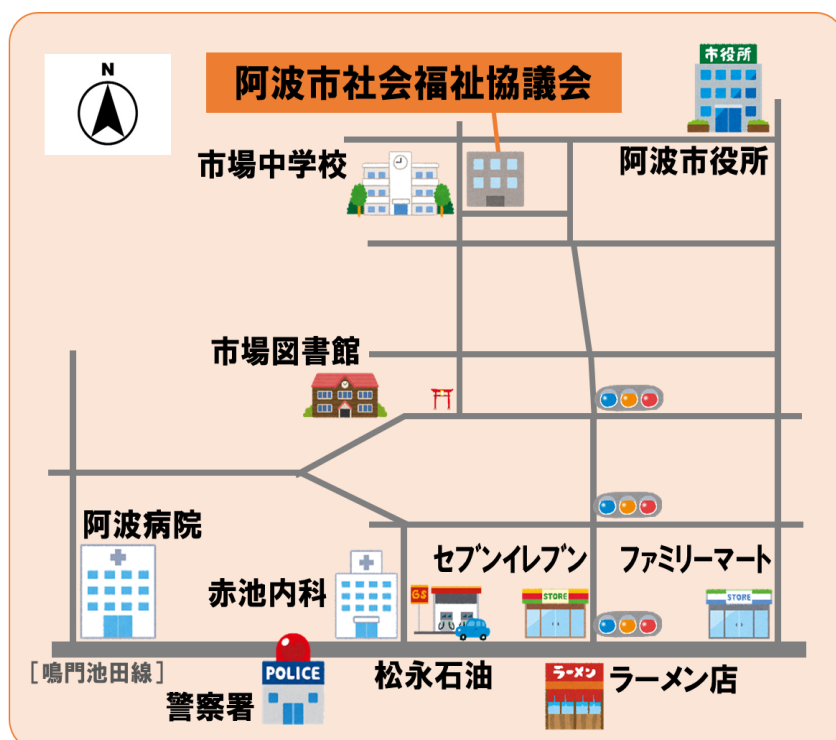 N
阿波市社会福祉協議会
市役所
市場中学校
阿波市役所
市場図書館
阿波病院
セブンイレブン
ファミリーマート
赤池内科
GS
STORE
STORE
[鳴門池田線]
POLICE
松永石油
ラーメン
ラーメン店
警察署